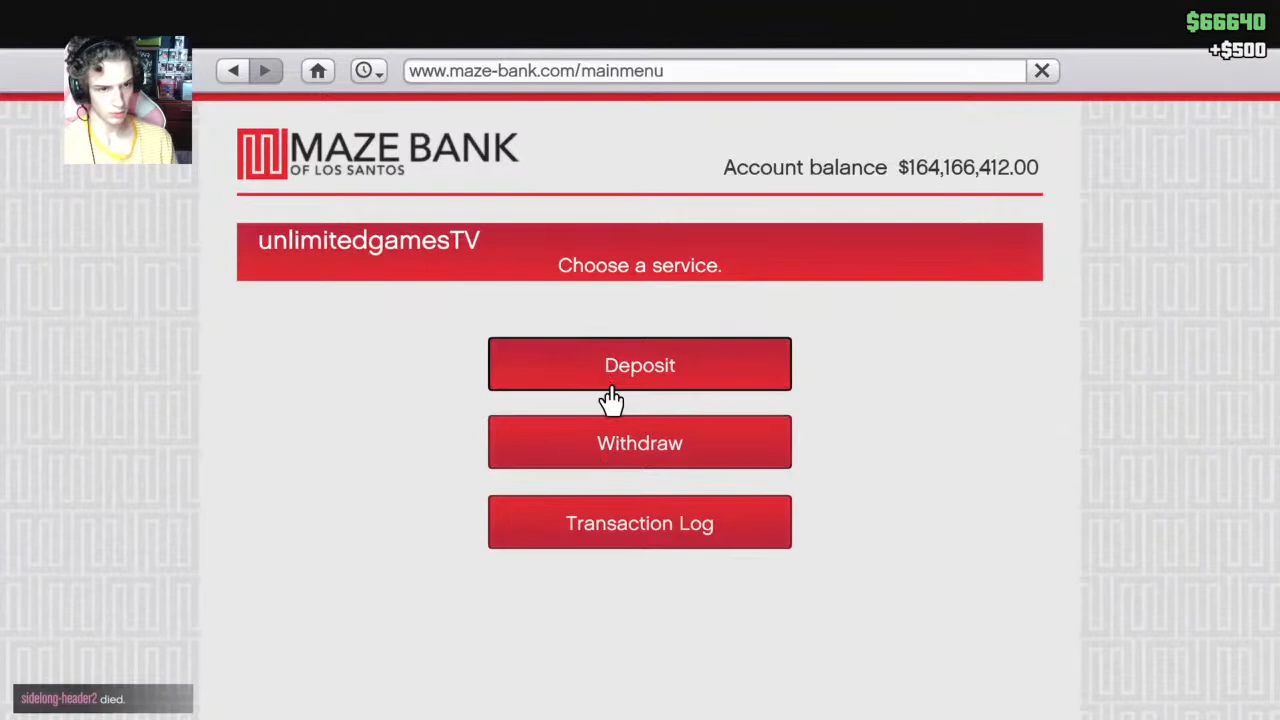 $66640
+$500
www.maze-bank.com/mainmenu
MAZE BANK
OF LOS SANTOS
Account balance $164,166,412.00
unlimitedgamesTV
Choose a service.
Deposit
Withdraw
Transaction Log
sidelong-header2 died.